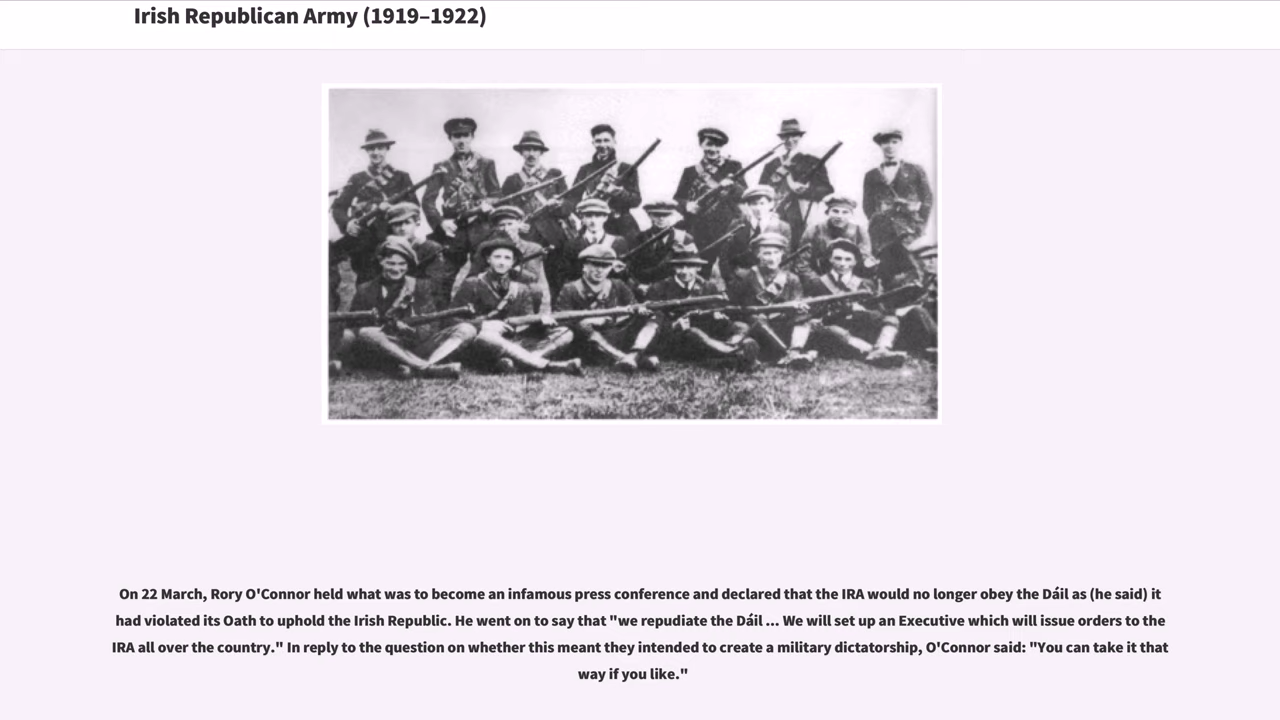 Irish Republican Army (1919–1922)
On 22 March, Rory O'Connor held what was to become an infamous press conference and declared that the IRA would no longer obey the Dáil as (he said) it
had violated its Oath to uphold the Irish Republic. He went on to say that "we repudiate the Dáil ... We will set up an Executive which will issue orders to the
IRA all over the country." In reply to the question on whether this meant they intended to create a military dictatorship, O'Connor said: "You can take it that
way if you like."